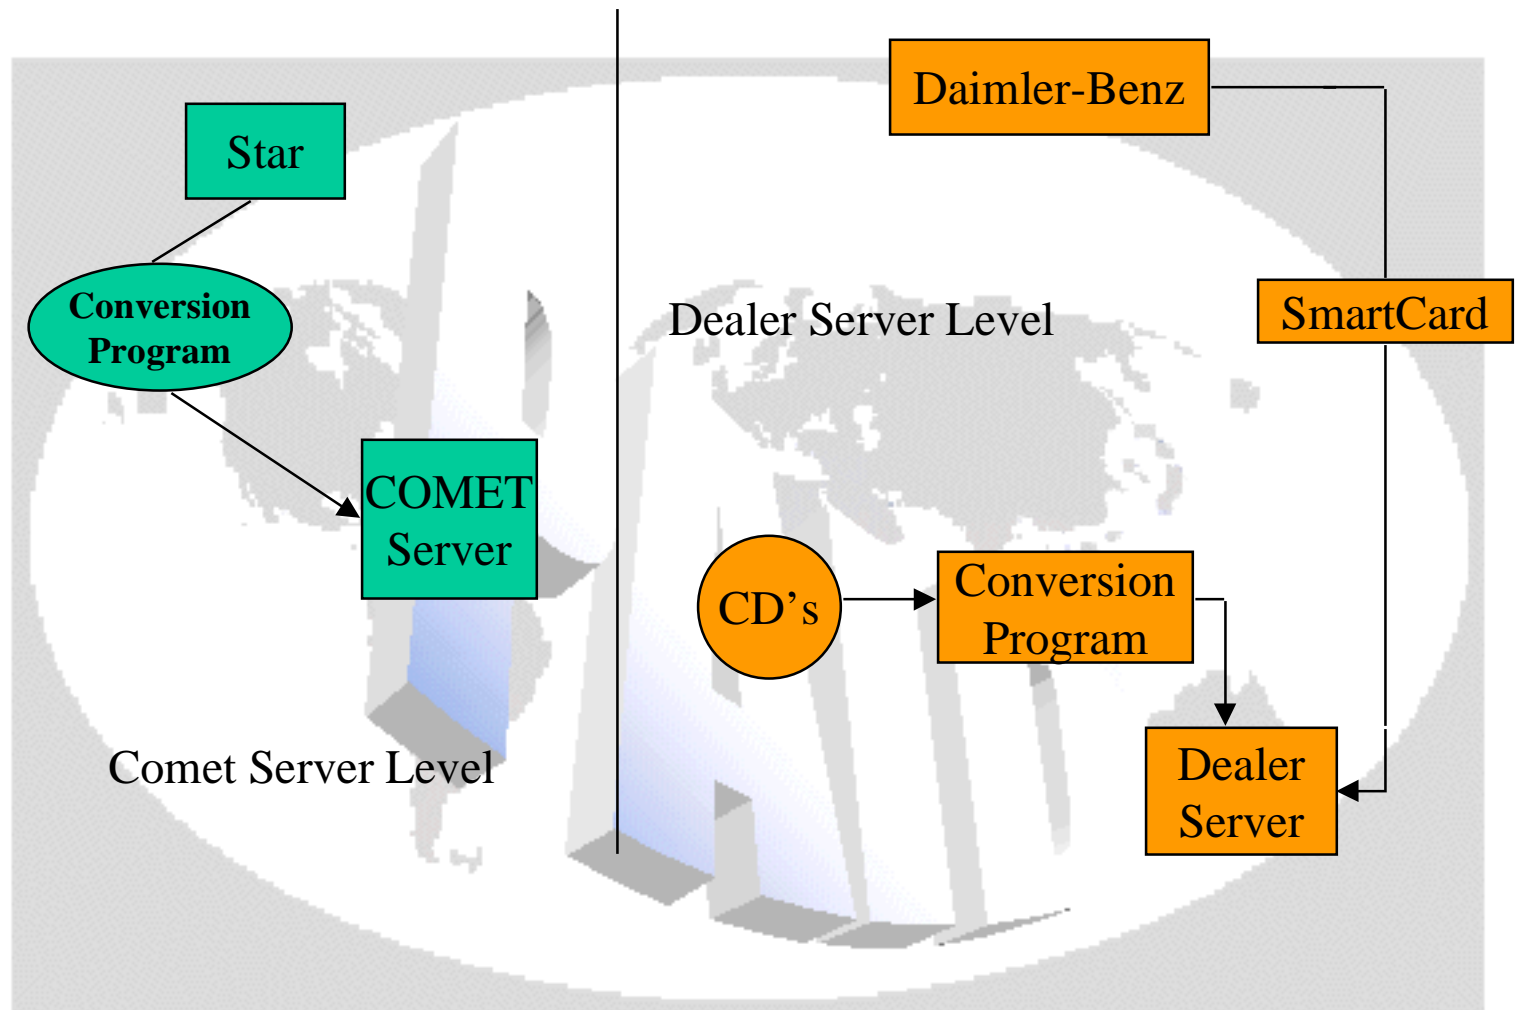 Daimler-Benz
Star
Conversion
Program
Dealer Server Level
SmartCard
COMET
Server
CD’s
Conversion
Program
Comet Server Level
Dealer
Server